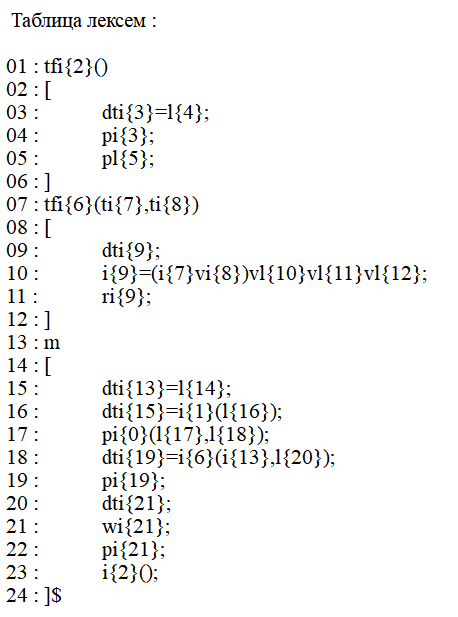 Таблица лексем :
01 : tfi{2}()
02 : [
03 : dti{3}=l{4};
04 : pi{3};
05 : pl{5};
06 : ]
07 : tfi{6}(ti{7},ti{8})
08 : [
09 : dti{9};
10 : i{9}=(i{7}vi{8})vl{10}vl{11}vl{12};
11 : ri{9};
12 : ]
13 : m
14 : [
15 : dti{13}=l{14};
16 : dti{15}=i{1}(l{16});
17 : pi{0}(l{17},l{18});
18 : dti{19}=i{6}(i{13},l{20});
19 : pi{19};
20 : dti{21};
21 : wi{21};
22 : pi{21};
23 : i{2}();
24 : ]$